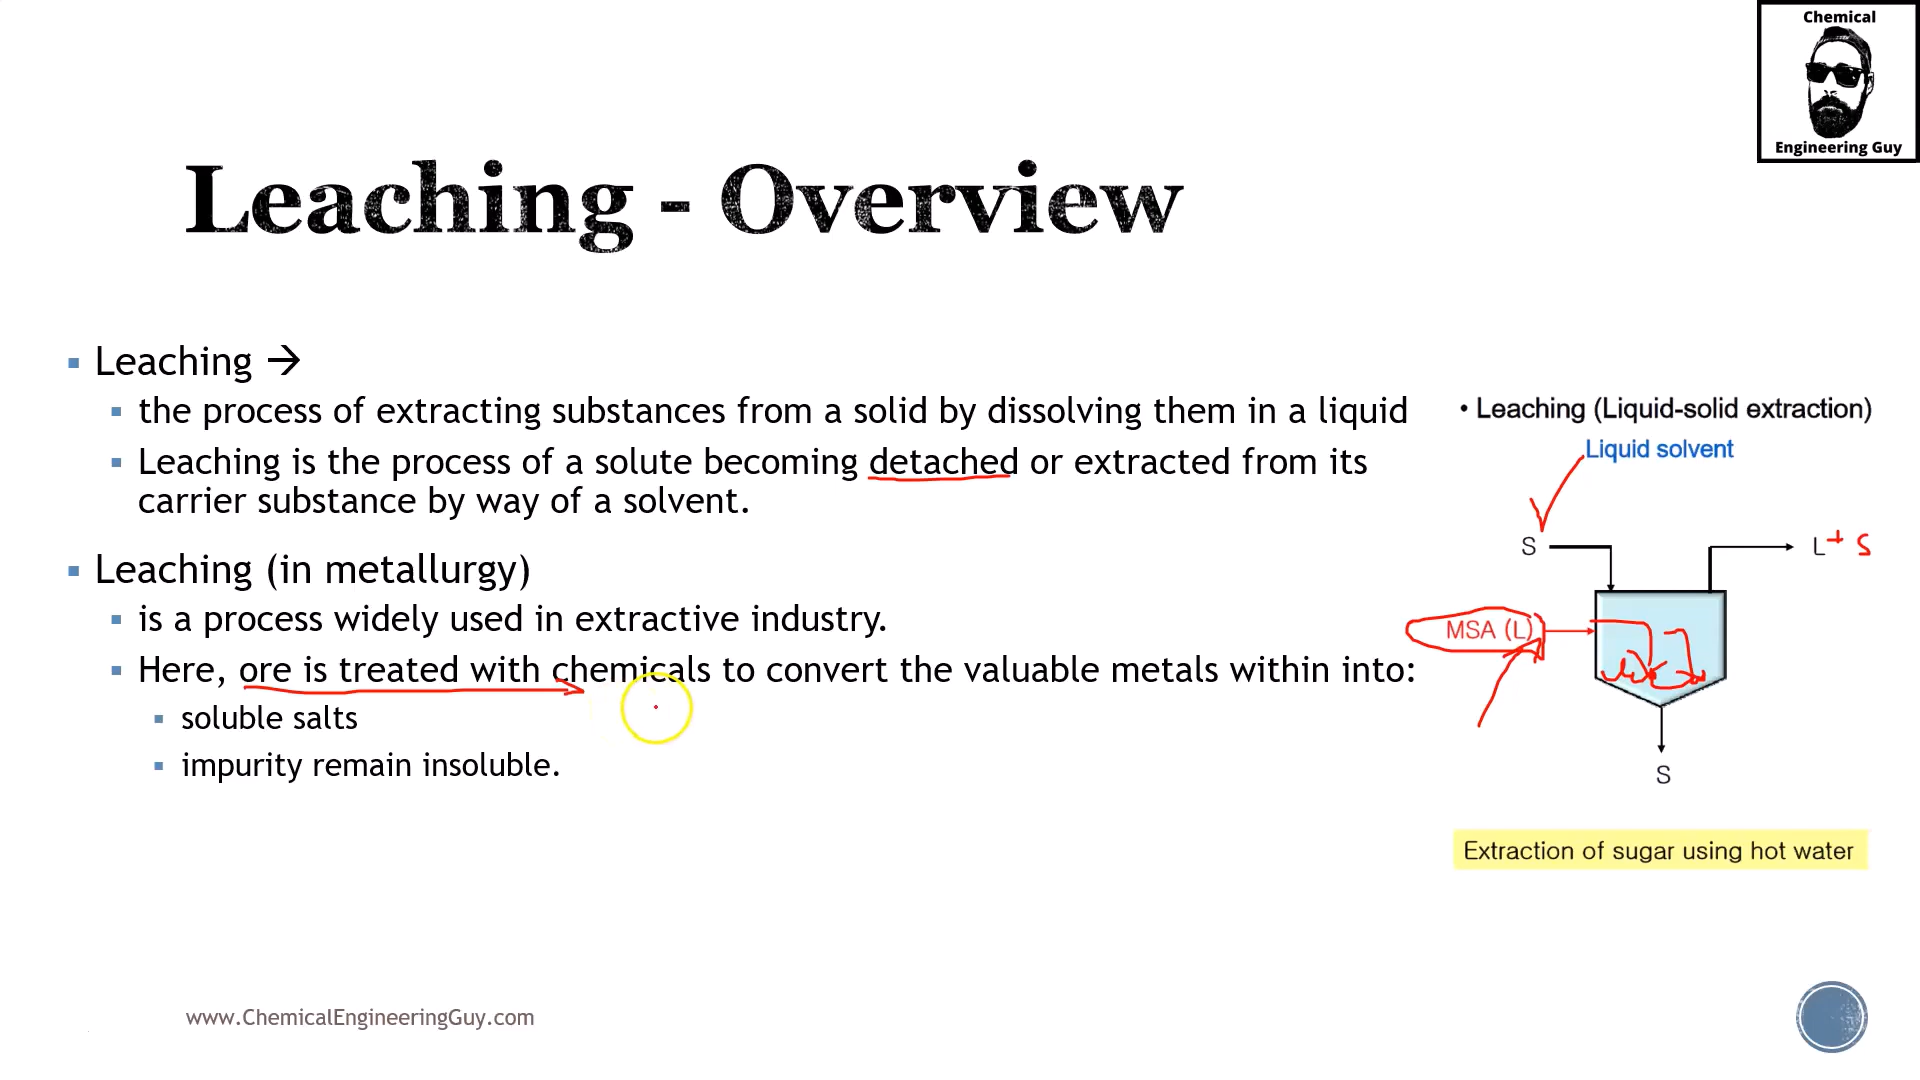 Chemical
Engineering Guy
Leaching - Overview
Leaching →
the process of extracting substances from a solid by dissolving them in a liquid
Leaching is the process of a solute becoming detached or extracted from its
carrier substance by way of a solvent.
Leaching (in metallurgy)
is a process widely used in extractive industry.
Here, ore is treated with chemicals to convert the valuable metals within into:
soluble salts
impurity remain insoluble.
• Leaching (Liquid-solid extraction)
Liquid solvent
S
L + S
MSA (L)
S
Extraction of sugar using hot water
www.ChemicalEngineeringGuy.com